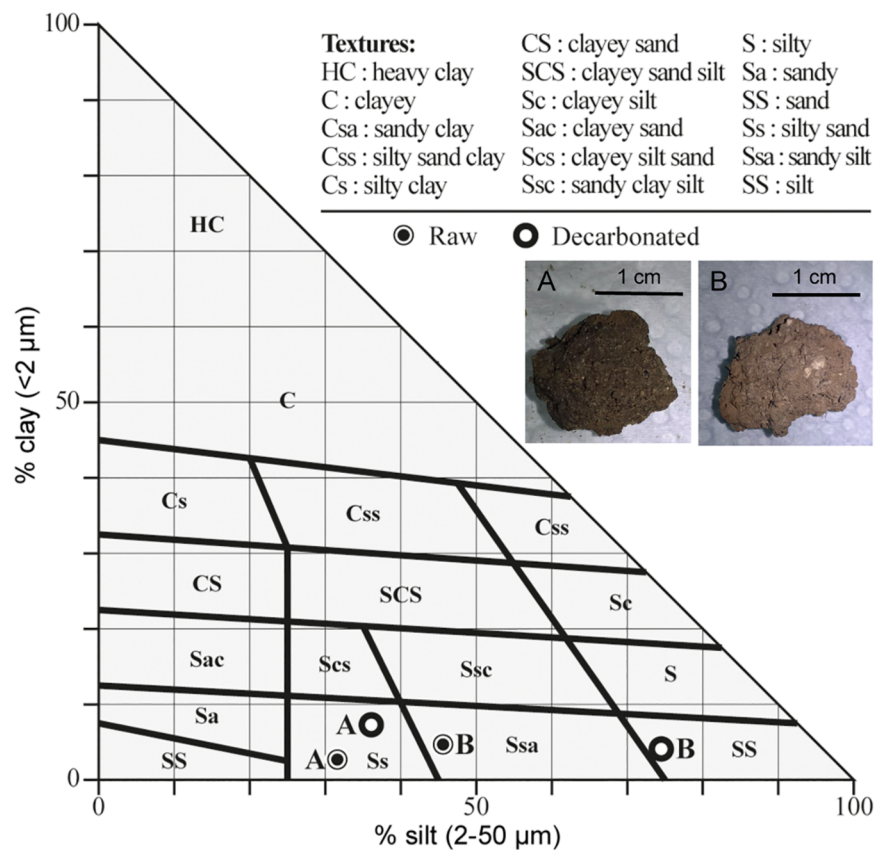 100
Textures:
HC : heavy clay
C : clayey
Csa : sandy clay
Css : silty sand clay
Cs : silty clay
CS : clayey sand
SCS : clayey sand silt
Sc : clayey silt
Sac : clayey sand
Scs : clayey silt sand
Ssc : sandy clay silt
S : silty
Sa : sandy
SS : sand
Ss : silty sand
Ssa : sandy silt
SS : silt
Raw
Decarbonated
A
1 cm
B
1 cm
HC
C
50
% clay (<2 µm)
Cs
Css
Css
CS
SCS
Sc
Sac
Scs
Ssc
S
Sa
A
B
Ssa
B
SS
SS
A
Ss
0
0
50
100
% silt (2-50 µm)